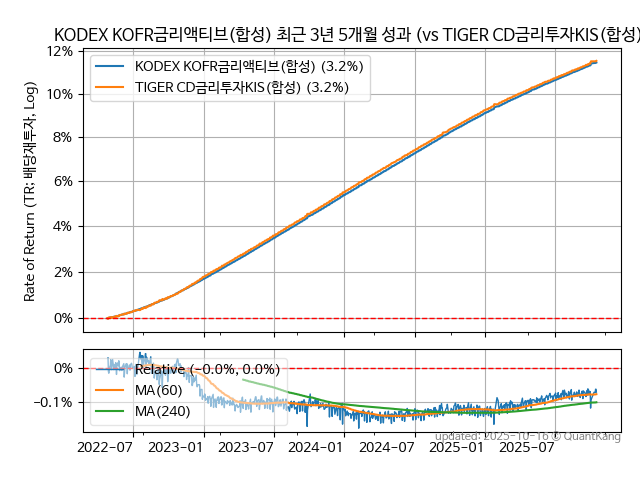 KODEX KOFR금리액티브(합성) 최근 3년 5개월 성과 (vs TIGER CD금리투자KIS(합성)
12%
10%
8%
6%
4%
2%
0%
Rate of Return (TR; 배당재투자, Log)
KODEX KOFR금리액티브(합성) (3.2%)
TIGER CD금리투자KIS(합성) (3.2%)
0%
−0.1%
Relative (−0.0%, 0.0%)
MA(60)
MA(240)
2022−07 2023−01 2023−07 2024−01 2024−07 2025−01 2025−07
updated: 2025−10−16 © QuantKang